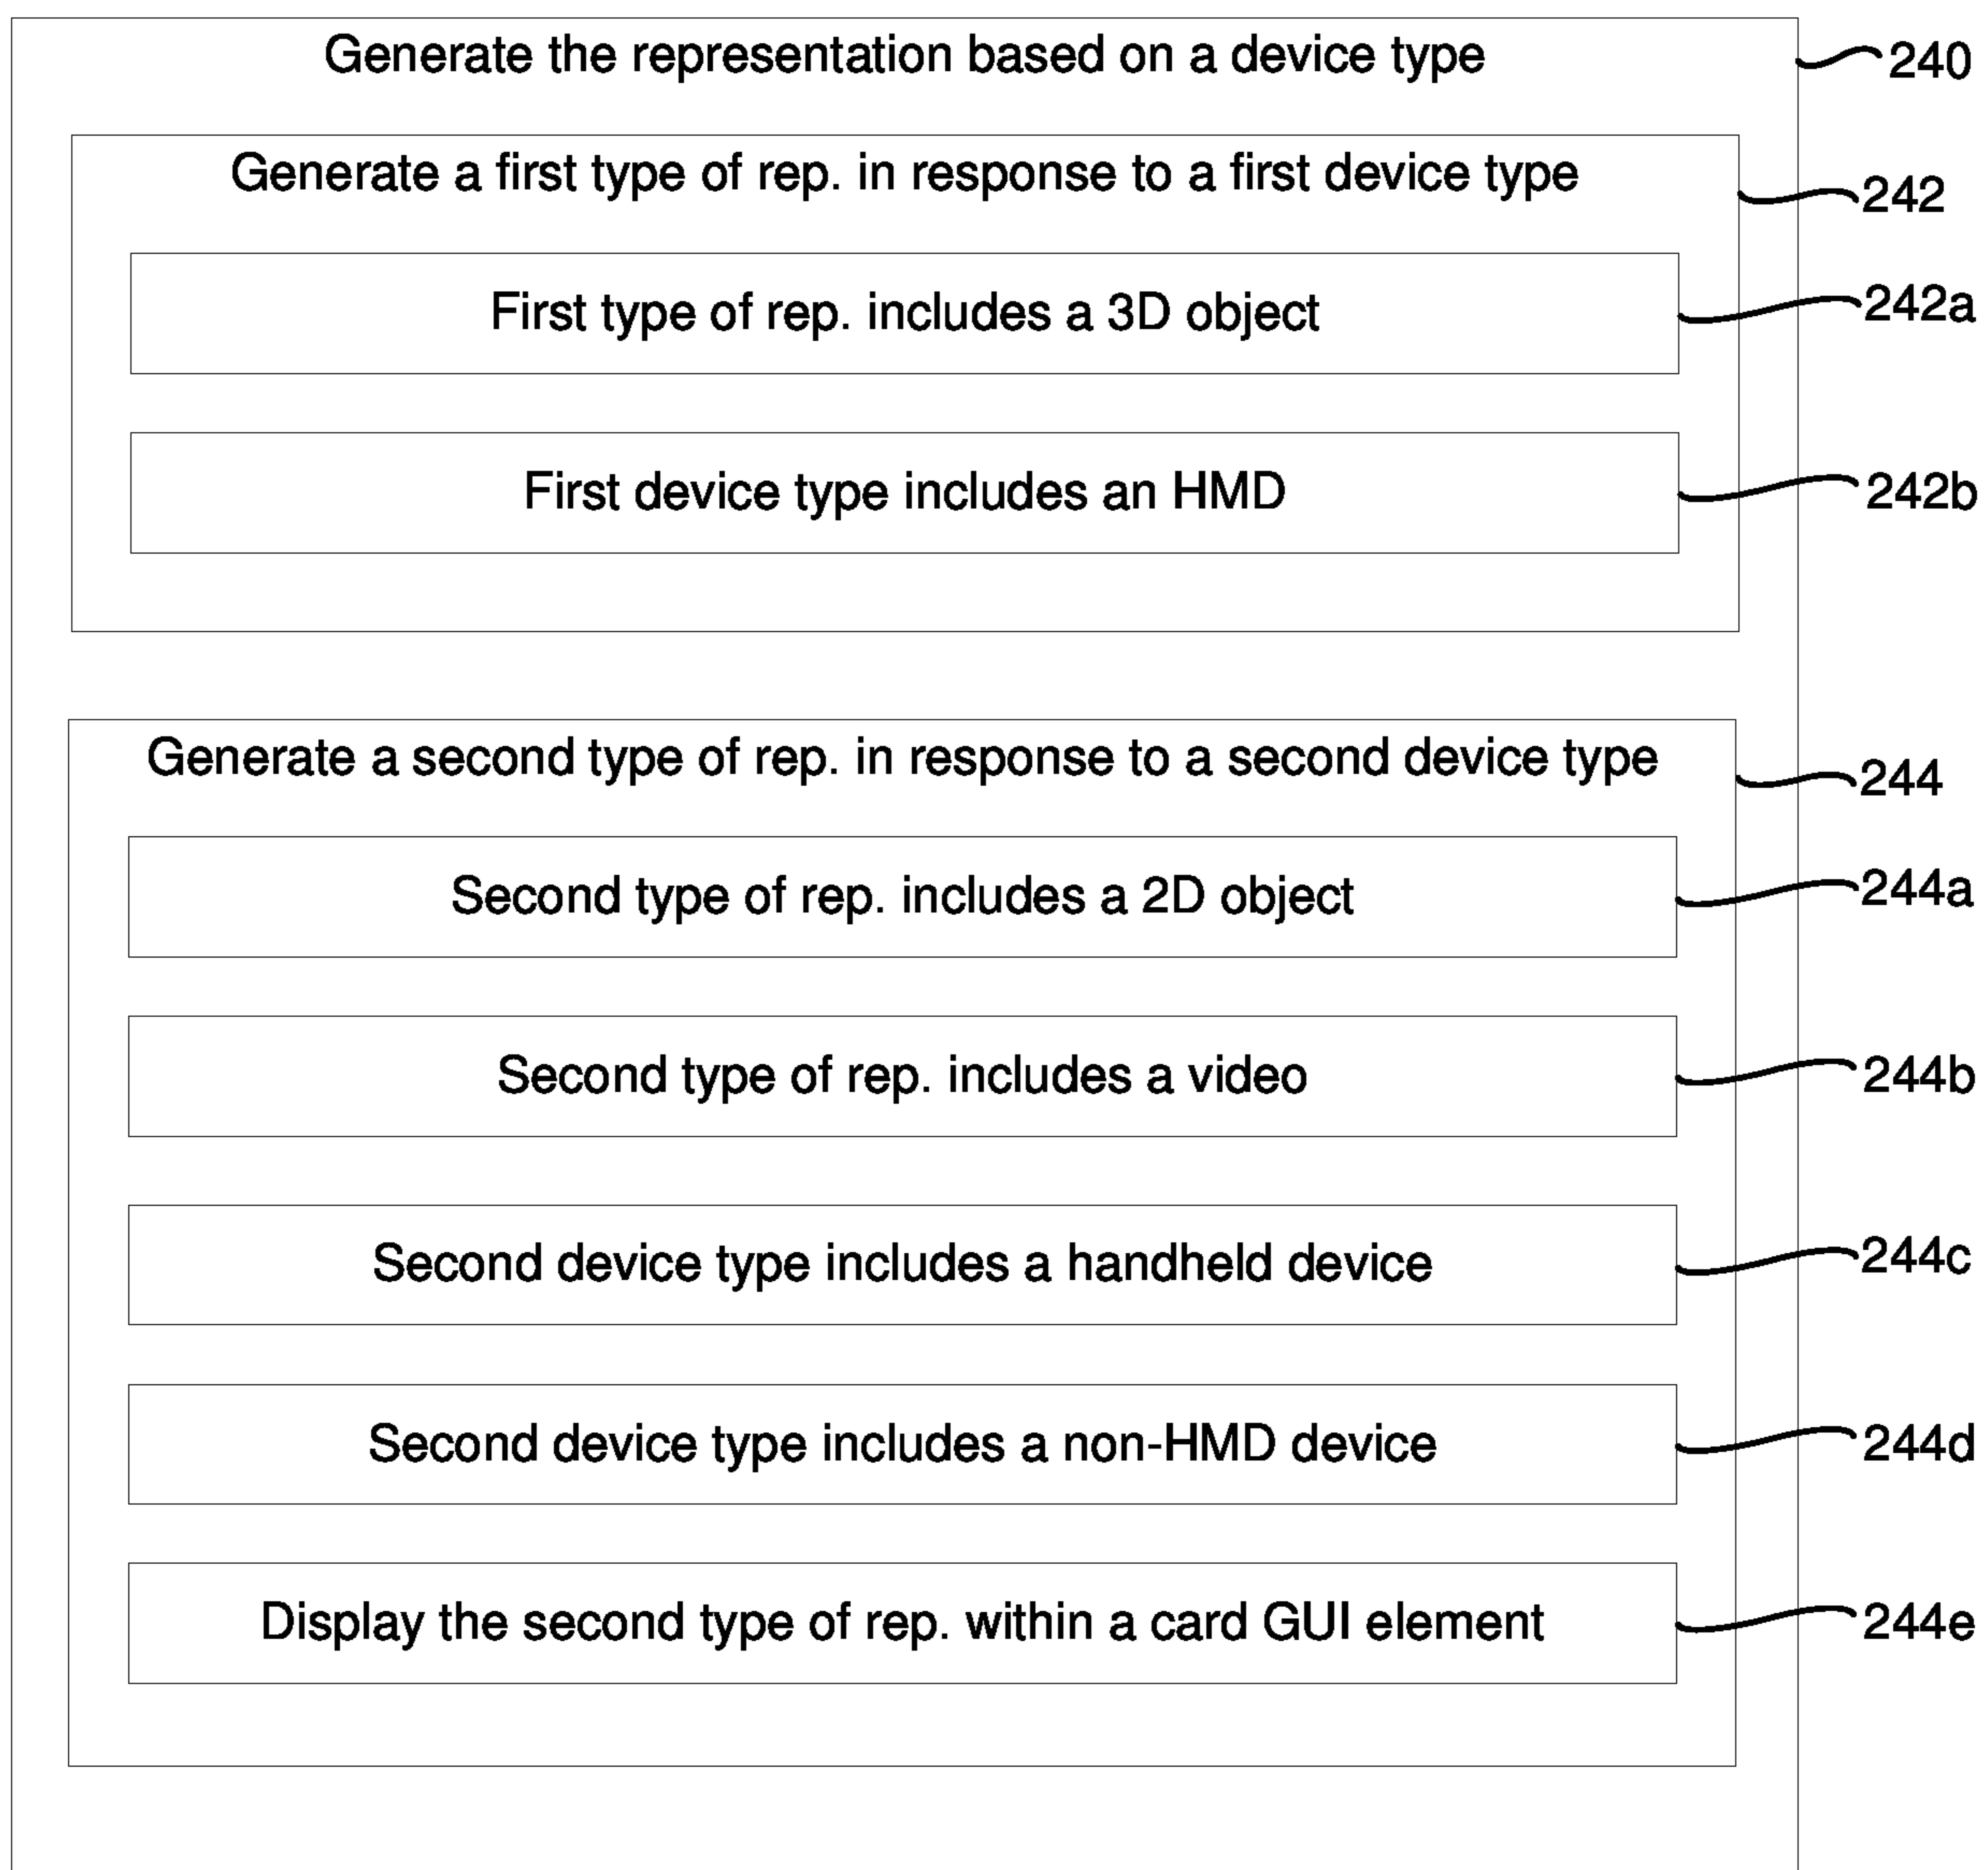 Generate the representation based on a device type
240
Generate a first type of rep. in response to a first device type
242
First type of rep. includes a 3D object
242a
First device type includes an HMD
242b
Generate a second type of rep. in response to a second device type
244
Second type of rep. includes a 2D object
244a
Second type of rep. includes a video
244b
Second device type includes a handheld device
244c
Second device type includes a non-HMD device
244d
Display the second type of rep. within a card GUI element
244e